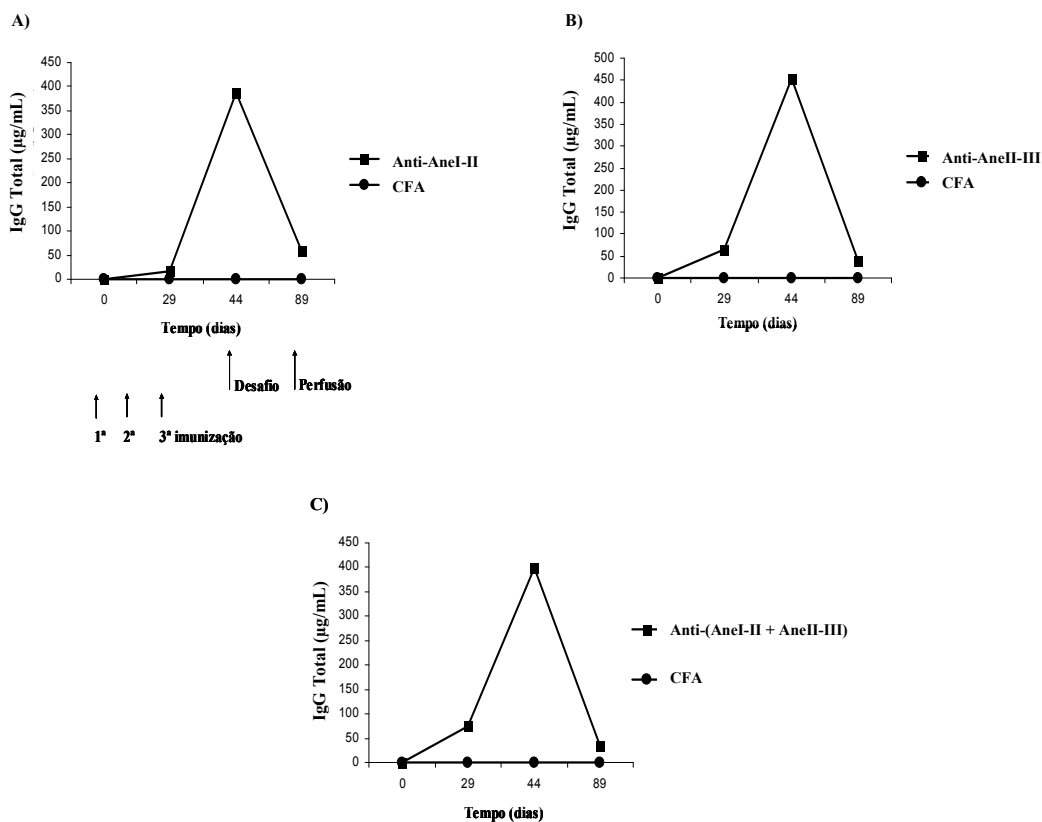 A)
IgG Total (µg/mL)
450
400
350
300
250
200
150
100
50
0
0 29 44 89
Tempo (dias)
Anti-AneI-II
CFA
Desafio Perfusão
1ª 2ª 3ª imunização
B)
IgG Total (µg/mL)
500
450
400
350
300
250
200
150
100
50
0
0 29 44 89
Tempo (dias)
Anti-AneII-III
CFA
C)
IgG Total (µg/mL)
450
400
350
300
250
200
150
100
50
0
0 29 44 89
Tempo (dias)
Anti-(AneI-II + AneII-III)
CFA